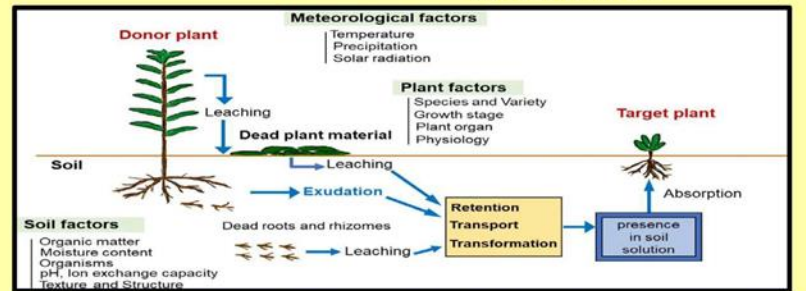 Meteorological factors
Temperature
Precipitation
Solar radiation
Donor plant
Leaching
Plant factors
Species and Variety
Growth stage
Plant organ
Physiology
Target plant
Dead plant material
Soil
Leaching
Exudation
Absorption
Retention
Transport
Transformation
presence
in soil
solution
Dead roots and rhizomes
Leaching
Soil factors
Organic matter
Moisture content
Organisms
pH, Ion exchange capacity
Texture and Structure